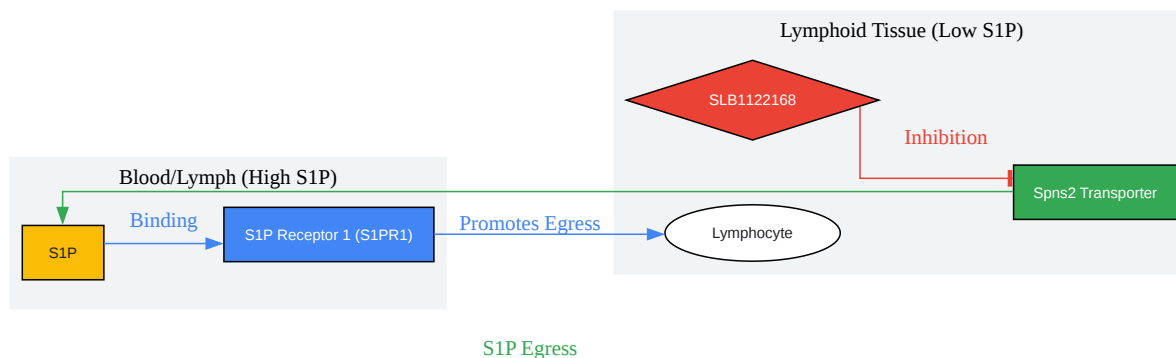 Lymphoid Tissue (Low S1P)
SLB1122168
Inhibition
Blood/Lymph (High S1P)
Spns2 Transporter
Binding
S1P Receptor 1 (S1PR1)
Promotes Egress
Lymphocyte
S1P
S1P Egress